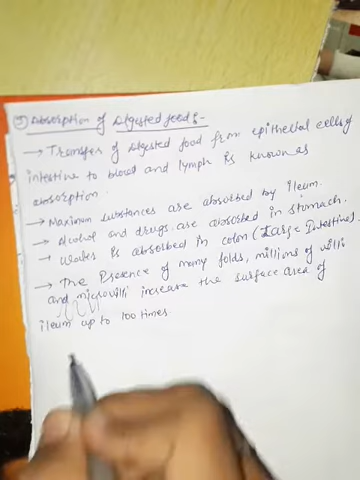 ⑤ Absorption of Digested food :-
→ Transfer of digested food from epithelial cells of
intestine to blood and lymph is known as
absorption.
→ Maximum substances are absorbed by ileum.
→ Alcohol and drugs are absorbed in stomach.
→ Water is absorbed in colon (Large Intestine).
→ The Presence of many folds, millions of villi
and microvilli increase the surface area of
ileum up to 100 times.